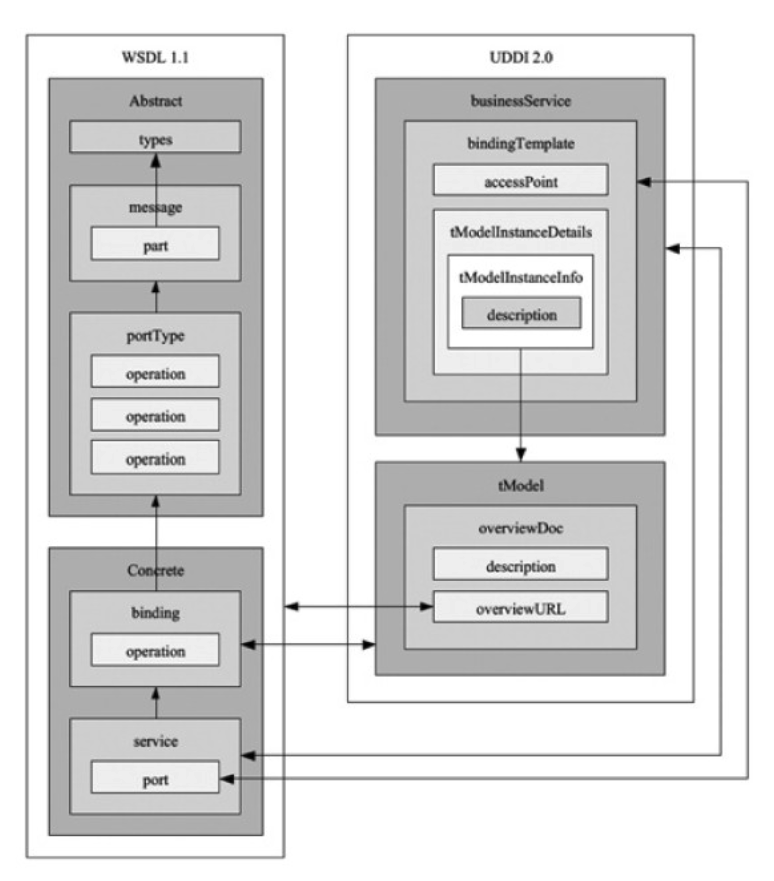 WSDL 1.1
Abstract
types
message
part
portType
operation
operation
operation
Concrete
binding
operation
service
port
UDDI 2.0
businessService
bindingTemplate
accessPoint
tModelInstanceDetails
tModelInstanceInfo
description
tModel
overviewDoc
description
overviewURL